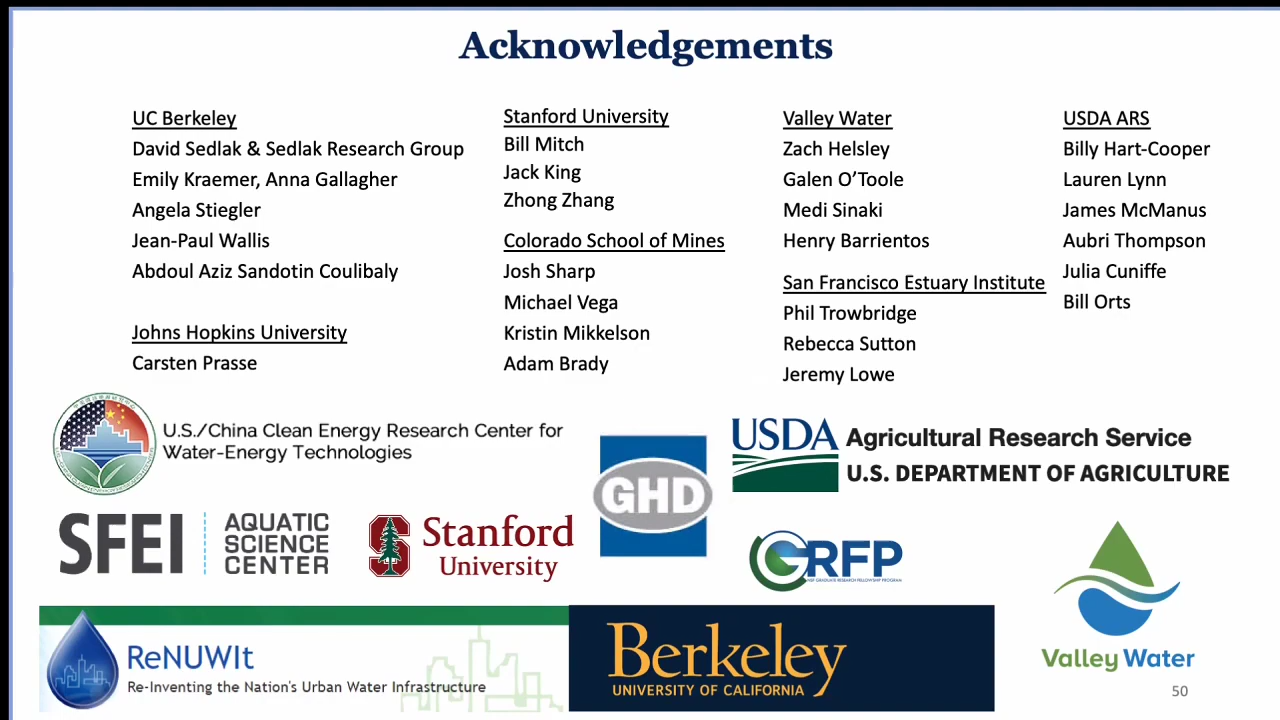 Acknowledgements
UC Berkeley
David Sedlak & Sedlak Research Group
Emily Kraemer, Anna Gallagher
Angela Stiegler
Jean-Paul Wallis
Abdoul Aziz Sandotin Coulibaly
Johns Hopkins University
Carsten Prasse
Stanford University
Bill Mitch
Jack King
Zhong Zhang
Colorado School of Mines
Josh Sharp
Michael Vega
Kristin Mikkelson
Adam Brady
Valley Water
Zach Helsley
Galen O’Toole
Medi Sinaki
Henry Barrientos
San Francisco Estuary Institute
Phil Trowbridge
Rebecca Sutton
Jeremy Lowe
USDA ARS
Billy Hart-Cooper
Lauren Lynn
James McManus
Aubri Thompson
Julia Cuniffe
Bill Orts
U.S./China Clean Energy Research Center for
Water-Energy Technologies
GHD
USDA
Agricultural Research Service
U.S. DEPARTMENT OF AGRICULTURE
SFEI
AQUATIC
SCIENCE
CENTER
S
Stanford
University
GRFP
NSF GRADUATE RESEARCH FELLOWSHIP PROGRAM
ReNUWIt
Re-Inventing the Nation's Urban Water Infrastructure
Berkeley
UNIVERSITY OF CALIFORNIA
Valley Water
50